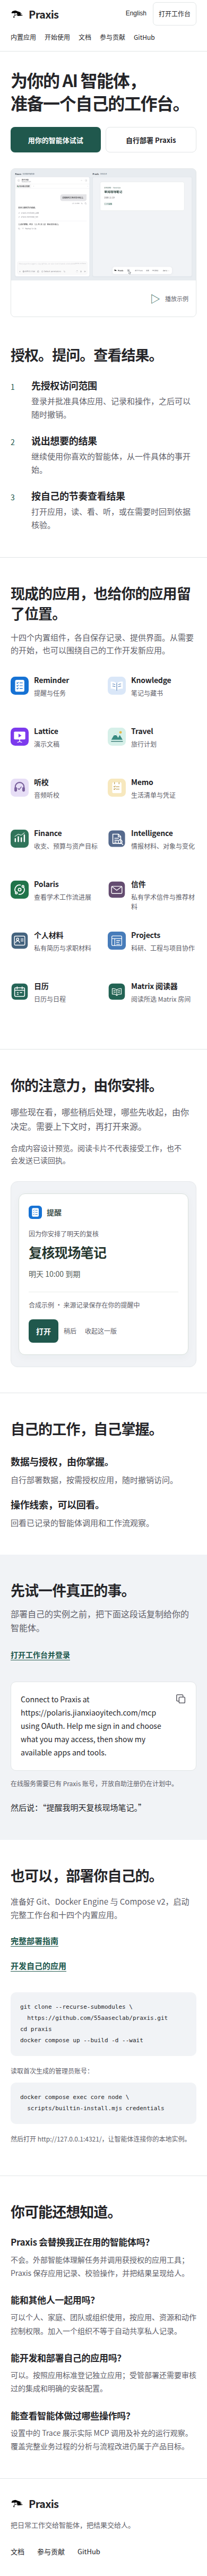 Praxis
English
打开工作台
内置应用 开始使用 文档 参与贡献 GitHub
为你的 AI 智能体，
准备一个自己的工作台。
用你的智能体试试
自行部署 Praxis
播放示例
授权。提问。查看结果。
1 先授权访问范围
登录并批准具体应用、记录和操作，之后可以
随时撤销。
2 说出想要的结果
继续使用你喜欢的智能体，从一件具体的事开
始。
3 按自己的节奏查看结果
打开应用，读、看、听，或在需要时回到依据
核验。
现成的应用，也给你的应用留
了位置。
十四个内置组件，各自保存记录、提供界面。从需要
的开始，也可以围绕自己的工作开发新应用。
Reminder
提醒与任务
Knowledge
笔记与藏书
Lattice
演示文稿
Travel
旅行计划
听校
音频听校
Memo
生活清单与凭证
Finance
收支、预算与资产目标
Intelligence
情报材料、对象与变化
Polaris
查看学术工作流进展
信件
私有学术信件与推荐材
料
个人材料
私有简历与求职材料
Projects
科研、工程与项目协作
日历
日历与日程
Matrix 阅读器
阅读所选 Matrix 房间
你的注意力，由你安排。
哪些现在看，哪些稍后处理，哪些先收起，由你
决定。需要上下文时，再打开来源。
合成内容设计预览。阅读卡片不代表接受工作，也不
会发送已读回执。
提醒
因为你安排了明天的复核
复核现场笔记
明天 10:00 到期
合成示例 · 来源记录保存在你的提醒中
打开 稍后 收起这一版
自己的工作，自己掌握。
数据与授权，由你掌握。
自行部署数据，按需授权应用，随时撤销访问。
操作线索，可以回看。
回看已记录的智能体调用和工作流观察。
先试一件真正的事。
部署自己的实例之前，把下面这段话复制给你的
智能体。
打开工作台并登录
Connect to Praxis at
https://polaris.jianxiaoyitech.com/mcp
using OAuth. Help me sign in and choose
what you may access, then show my
available apps and tools.
在线服务需要已有 Praxis 账号，开放自助注册仍在计划中。
然后说：“提醒我明天复核现场笔记。”
也可以，部署你自己的。
准备好 Git、Docker Engine 与 Compose v2，启动
完整工作台和十四个内置应用。
完整部署指南
开发自己的应用
git clone --recurse-submodules \
https://github.com/55aaseclab/praxis.git
cd praxis
docker compose up --build -d --wait
读取首次生成的管理员账号：
docker compose exec core node \
scripts/builtin-install.mjs credentials
然后打开 http://127.0.0.1:4321/，让智能体连接你的本地实例。
你可能还想知道。
Praxis 会替换我正在用的智能体吗？
不会。外部智能体理解任务并调用获授权的应用工具；
Praxis 保存应用记录、校验操作，并把结果呈现给人。
能和其他人一起用吗？
可以个人、家庭、团队或组织使用，按应用、资源和动作
控制权限。加入一个组织不等于自动共享私人记录。
能开发和部署自己的应用吗？
可以。按照应用标准登记独立应用；受管部署还需要审核
过的集成和明确的安装配置。
能查看智能体做过哪些操作吗？
设置中的 Trace 展示实际 MCP 调用及补充的运行观察。
覆盖完整业务过程的分析与流程改进仍属于产品目标。
Praxis
把日常工作交给智能体，把结果交给人。
文档 参与贡献 GitHub